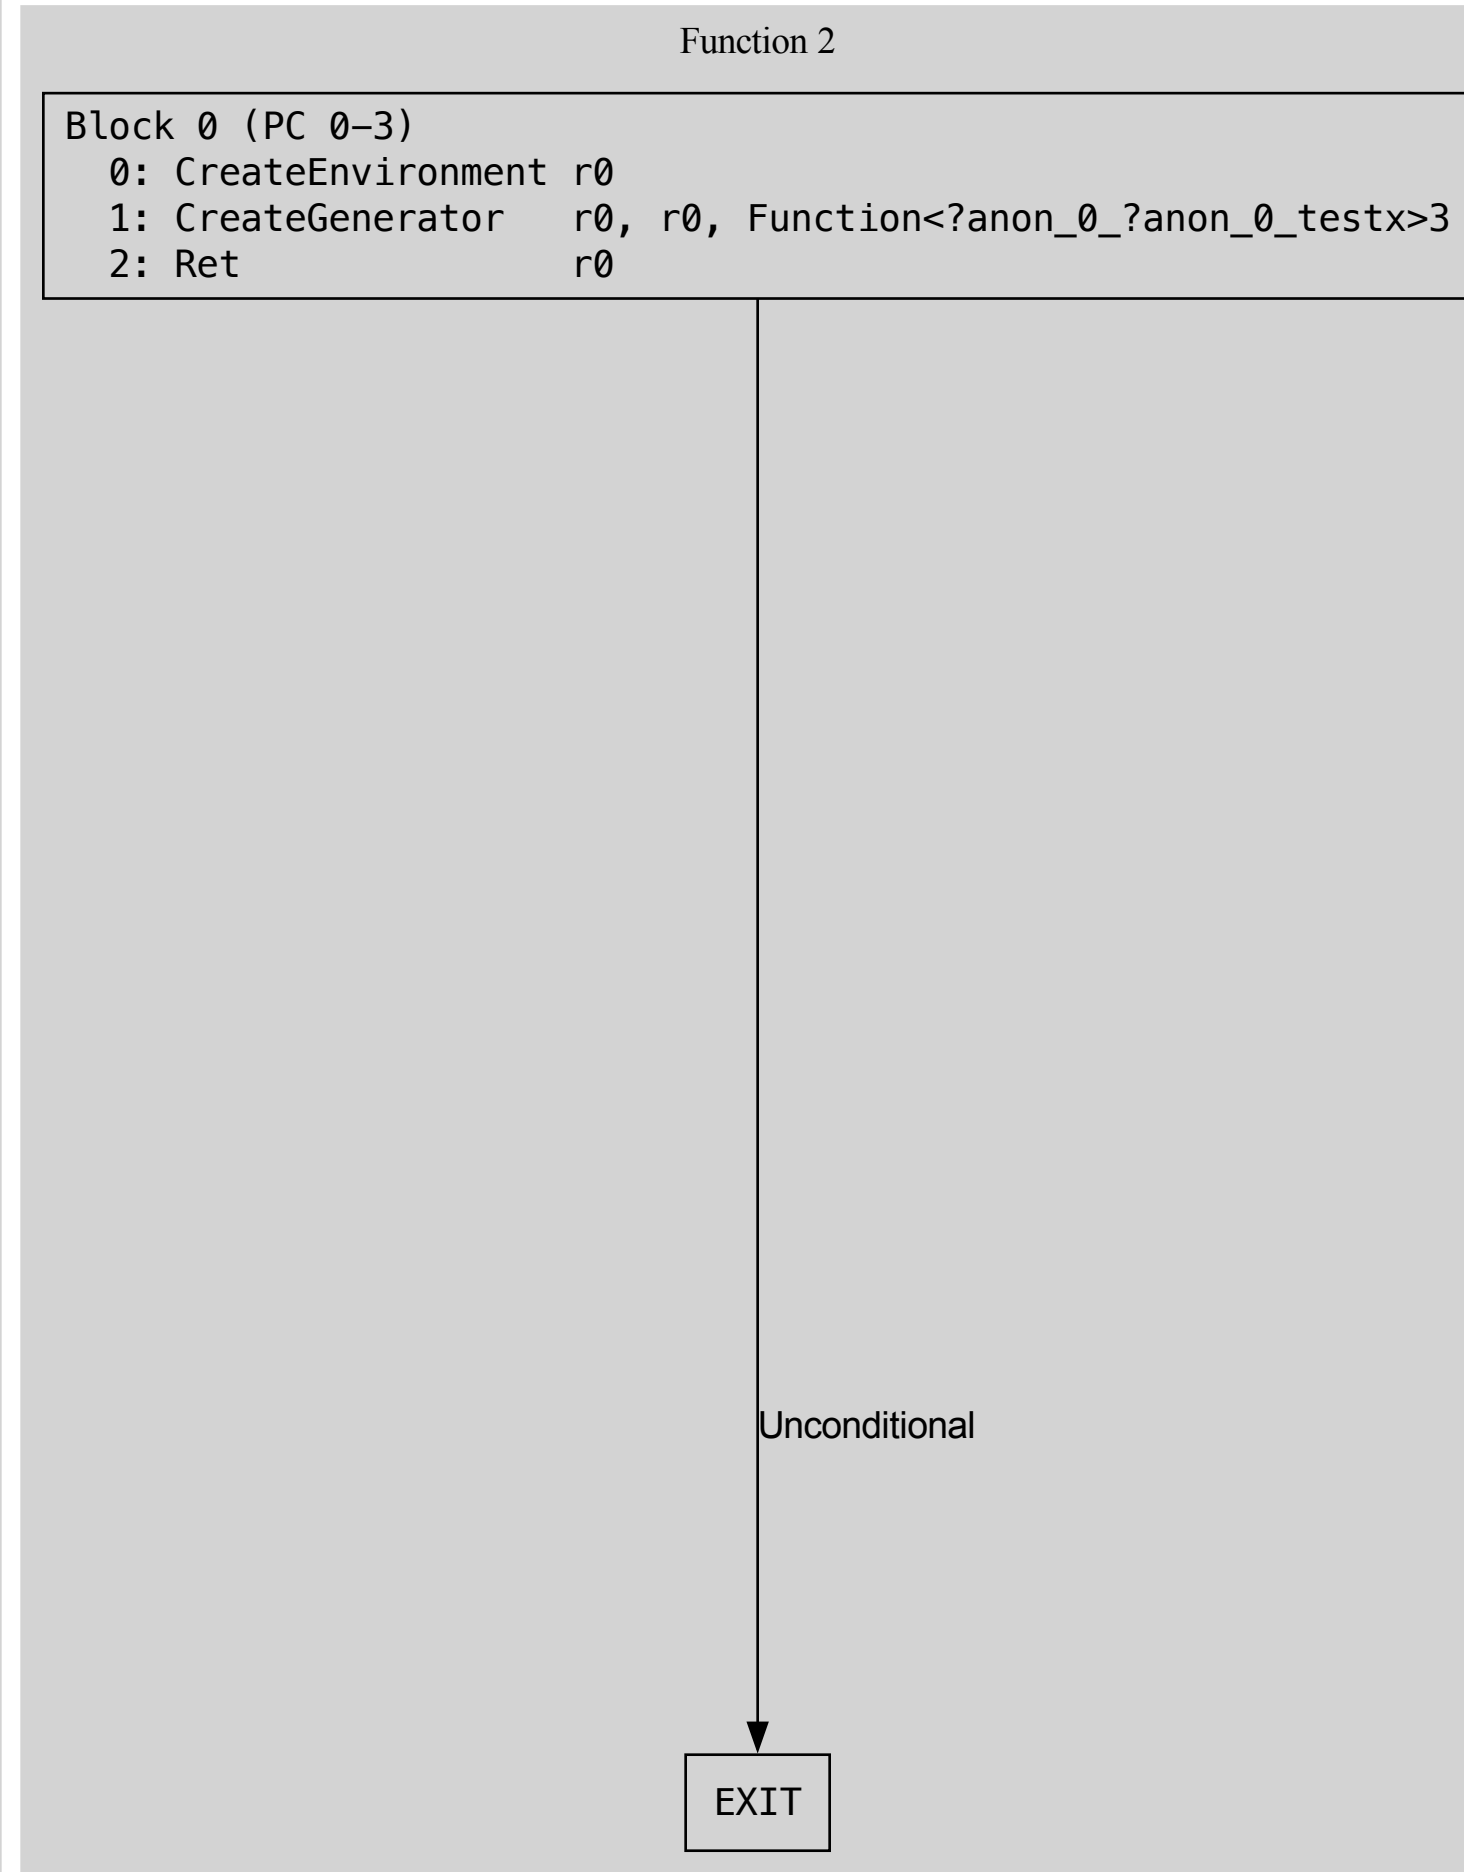 Function 2
Block 0 (PC 0–3)
0: CreateEnvironment r0
1: CreateGenerator r0, r0, Function<?anon_0_?anon_0_testx>3
2: Ret r0
Unconditional
EXIT